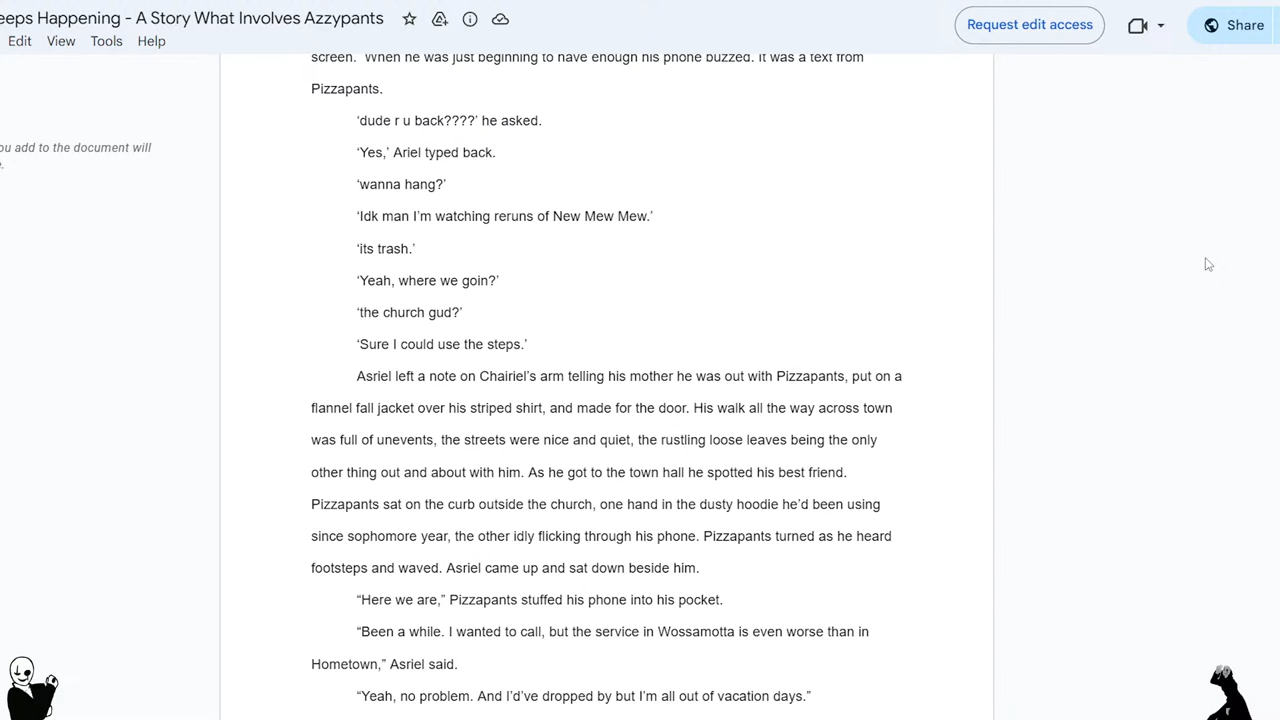 eeps Happening - A Story What Involves Azzypants
Request edit access
Share
Edit View Tools Help
screen. When he was just beginning to have enough his phone buzzed. It was a text from
Pizzapants.
‘dude r u back????’ he asked.
ou add to the document will
e.
‘Yes,’ Ariel typed back.
‘wanna hang?’
‘Idk man I’m watching reruns of New Mew Mew.’
‘its trash.’
‘Yeah, where we goin?’
‘the church gud?’
‘Sure I could use the steps.’
Asriel left a note on Chairiel’s arm telling his mother he was out with Pizzapants, put on a
flannel fall jacket over his striped shirt, and made for the door. His walk all the way across town
was full of unevents, the streets were nice and quiet, the rustling loose leaves being the only
other thing out and about with him. As he got to the town hall he spotted his best friend.
Pizzapants sat on the curb outside the church, one hand in the dusty hoodie he’d been using
since sophomore year, the other idly flicking through his phone. Pizzapants turned as he heard
footsteps and waved. Asriel came up and sat down beside him.
“Here we are,” Pizzapants stuffed his phone into his pocket.
“Been a while. I wanted to call, but the service in Wossamotta is even worse than in
Hometown,” Asriel said.
“Yeah, no problem. And I’d’ve dropped by but I’m all out of vacation days.”